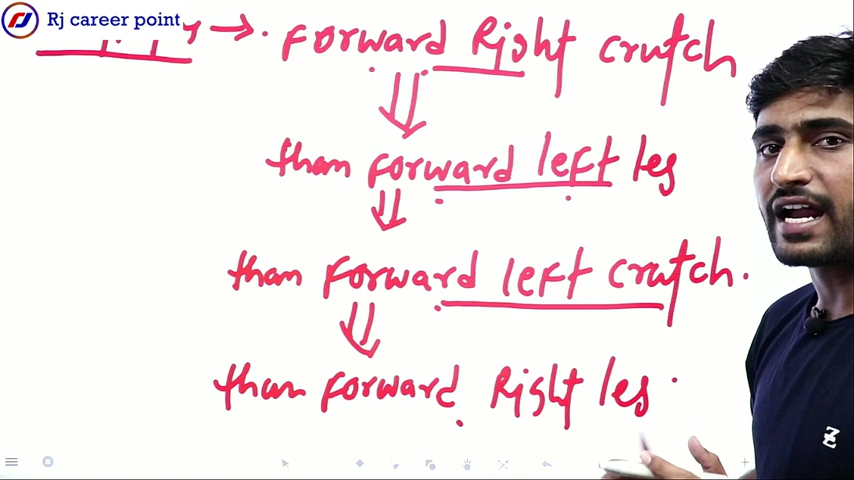 Rj career point
→ . forward Right crutch
than forward left leg
than forward left crutch.
than forward Right leg.
Z